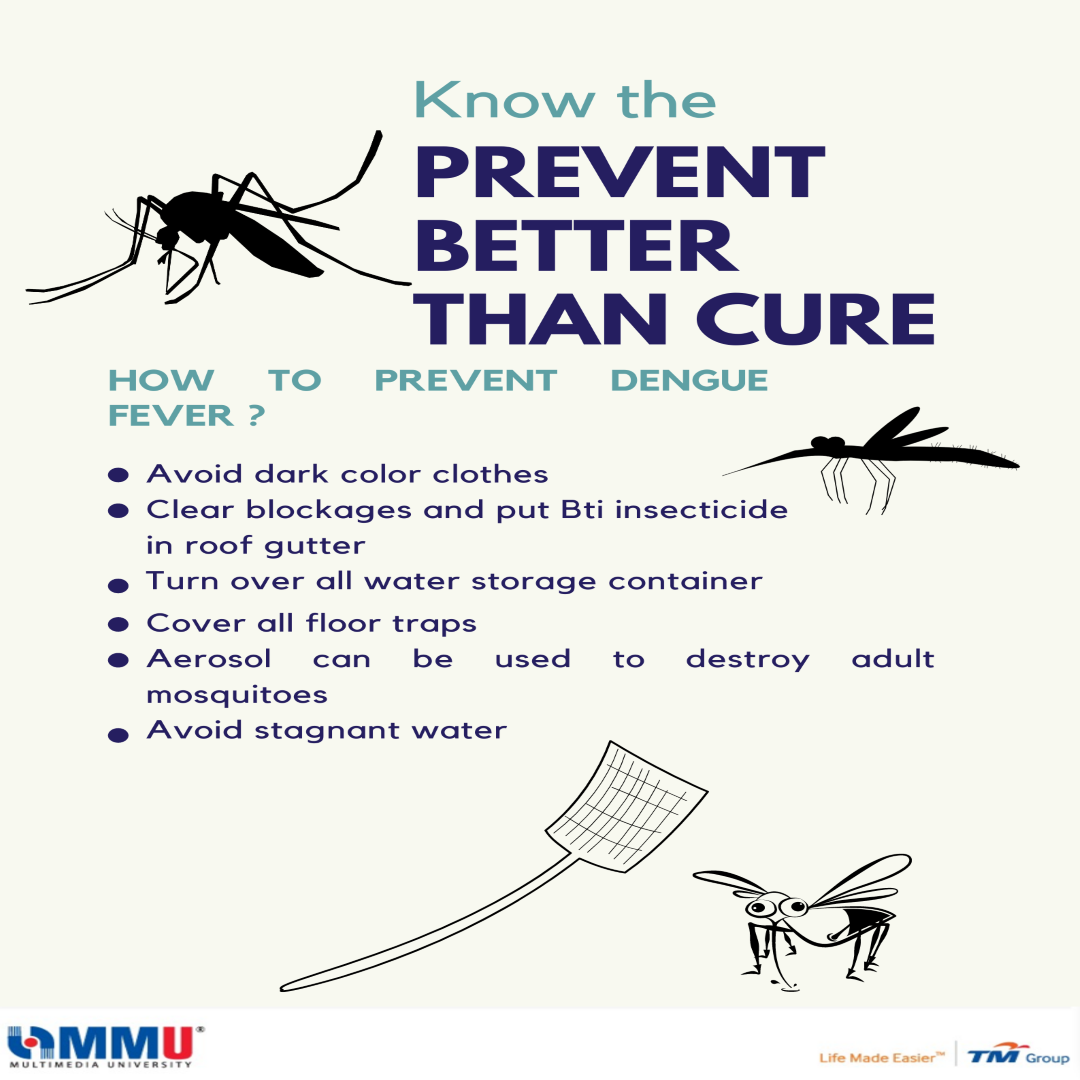 Know the
PREVENT
BETTER
THAN CURE
HOW TO PREVENT DENGUE
FEVER ?
Avoid dark color clothes
Clear blockages and put Bti insecticide
in roof gutter
Turn over all water storage container
Cover all floor traps
Aerosol can be used to destroy adult
mosquitoes
Avoid stagnant water
MMU®
MULTIMEDIA UNIVERSITY
Life Made Easier™
TM Group